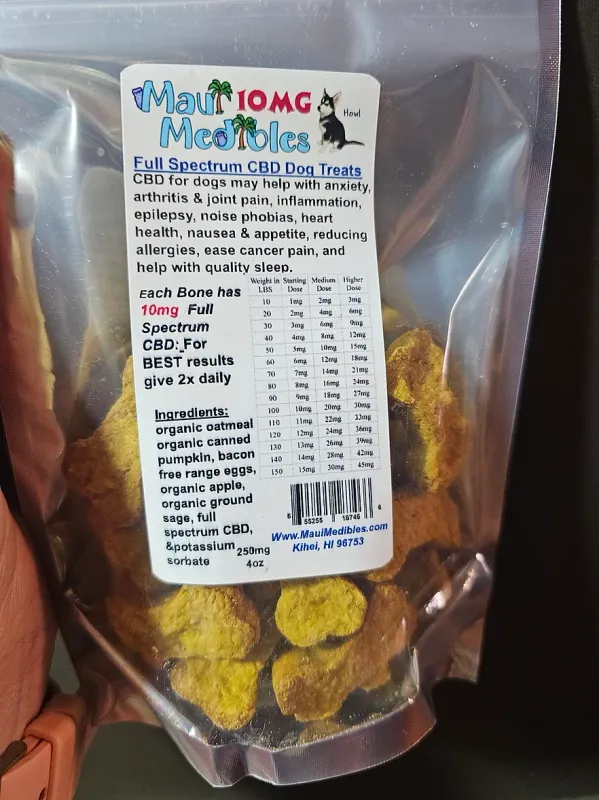 Maui 10MG
Medibles
Howl
Full Spectrum CBD Dog Treats
CBD for dogs may help with anxiety,
arthritis & joint pain, inflammation,
epilepsy, noise phobias, heart
health, nausea & appetite, reducing
allergies, ease cancer pain, and
help with quality sleep.
Each Bone has
10mg Full
Spectrum
CBD: For
BEST results
give 2x daily
Weight in LBS Starting Dose Medium Dose Higher Dose
10 1mg 2mg 3mg
20 2mg 4mg 6mg
30 3mg 6mg 9mg
40 4mg 8mg 12mg
50 5mg 10mg 15mg
60 6mg 12mg 18mg
70 7mg 14mg 21mg
80 8mg 16mg 24mg
90 9mg 18mg 27mg
100 10mg 20mg 30mg
110 11mg 22mg 33mg
120 12mg 24mg 36mg
130 13mg 26mg 39mg
140 14mg 28mg 42mg
150 15mg 30mg 45mg
Ingredients:
organic oatmeal
organic canned
pumpkin, bacon
free range eggs,
organic apple,
organic ground
sage, full
spectrum CBD,
&potassium
sorbate
250mg
4oz
55255 18746 6
www.MauiMedibles.com
Kihei, HI 96753